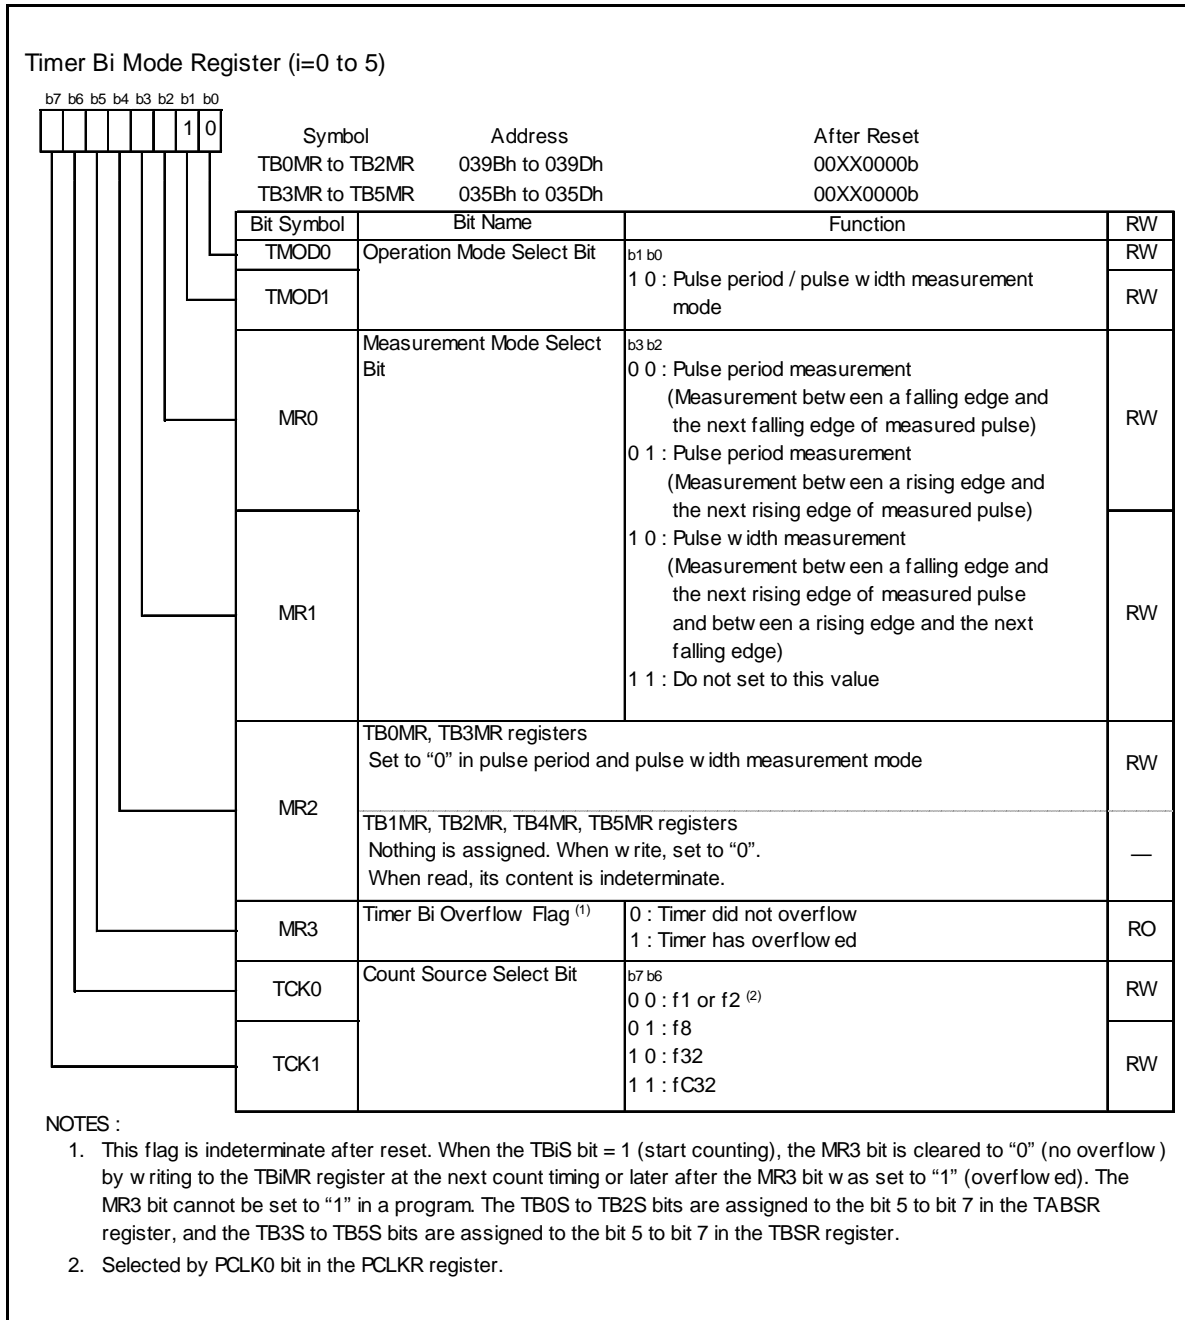 Timer Bi Mode Register (i=0 to 5)
b7 b6 b5 b4 b3 b2 b1 b0
1 0
Symbol Address After Reset
TB0MR to TB2MR 039Bh to 039Dh 00XX0000b
TB3MR to TB5MR 035Bh to 035Dh 00XX0000b
Bit Symbol Bit Name Function RW
TMOD0 Operation Mode Select Bit b1 b0 RW
1 0 : Pulse period / pulse width measurement
mode
TMOD1 RW
Measurement Mode Select b3 b2
Bit 0 0 : Pulse period measurement
(Measurement between a falling edge and
MR0 the next falling edge of measured pulse) RW
0 1 : Pulse period measurement
(Measurement between a rising edge and
the next rising edge of measured pulse)
1 0 : Pulse width measurement
(Measurement between a falling edge and
the next rising edge of measured pulse
MR1 and between a rising edge and the next RW
falling edge)
1 1 : Do not set to this value
TB0MR, TB3MR registers
Set to “0” in pulse period and pulse width measurement mode RW
MR2
TB1MR, TB2MR, TB4MR, TB5MR registers
Nothing is assigned. When write, set to “0”. —
When read, its content is indeterminate.
MR3 Timer Bi Overflow Flag (1) 0 : Timer did not overflow RO
1 : Timer has overflowed
TCK0 Count Source Select Bit b7 b6 RW
0 0 : f1 or f2 (2)
0 1 : f8
TCK1 1 0 : f32 RW
1 1 : fC32
NOTES :
1. This flag is indeterminate after reset. When the TBiS bit = 1 (start counting), the MR3 bit is cleared to “0” (no overflow)
by writing to the TBiMR register at the next count timing or later after the MR3 bit was set to “1” (overflowed). The
MR3 bit cannot be set to “1” in a program. The TB0S to TB2S bits are assigned to the bit 5 to bit 7 in the TABSR
register, and the TB3S to TB5S bits are assigned to the bit 5 to bit 7 in the TBSR register.
2. Selected by PCLK0 bit in the PCLKR register.